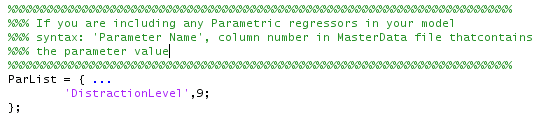 %%%%%%%%%%%%%%%%%%%%%%%%%%%%%%%%%%%%%%%%%%%%%%%%%%%%%%%%%%%%%%%%%%%%%%%%
%%% If you are including any Parametric regressors in your model
%%% syntax: 'Parameter Name', column number in MasterData file thatcontains
%%% the parameter value
%%%%%%%%%%%%%%%%%%%%%%%%%%%%%%%%%%%%%%%%%%%%%%%%%%%%%%%%%%%%%%%%%%%%%%%%
ParList = { ...
        'DistractionLevel',9;
};